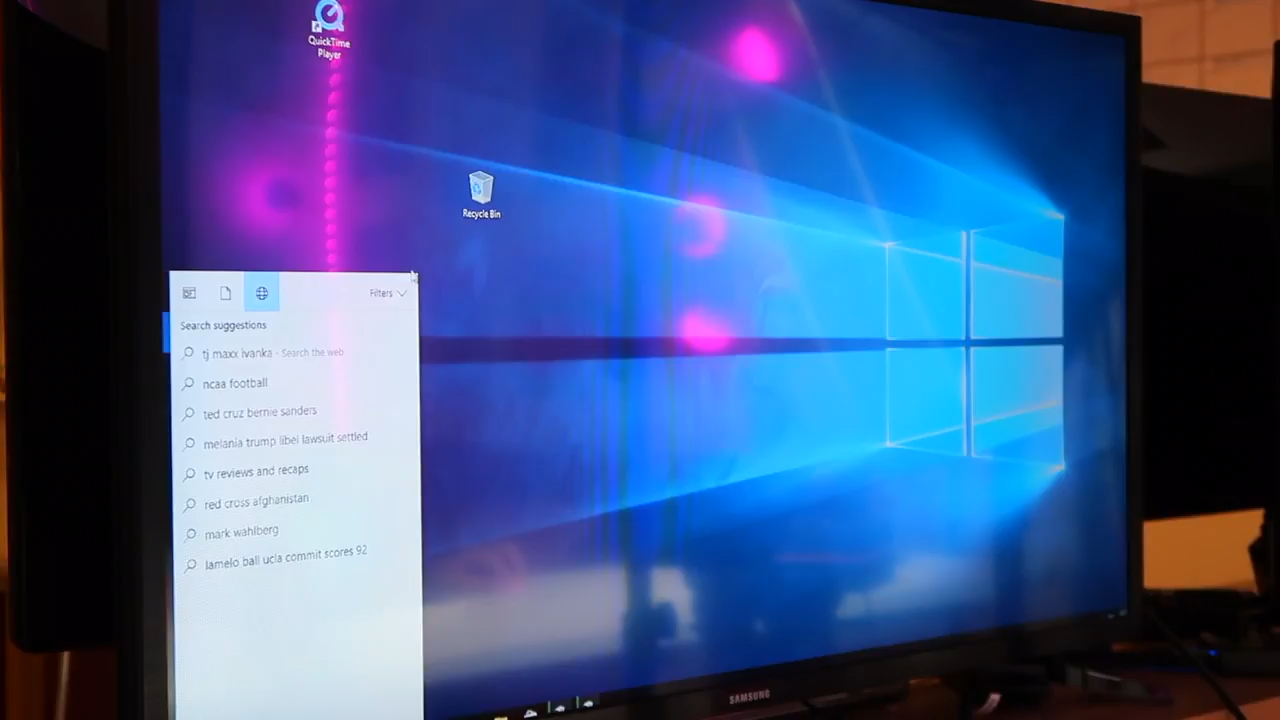 QuickTime
Player
Recycle Bin
Filters
Search suggestions
tj maxx ivanka - Search the web
ncaa football
ted cruz bernie sanders
melania trump libel lawsuit settled
tv reviews and recaps
red cross afghanistan
mark wahlberg
lamelo ball ucla commit scores 92
SAMSUNG